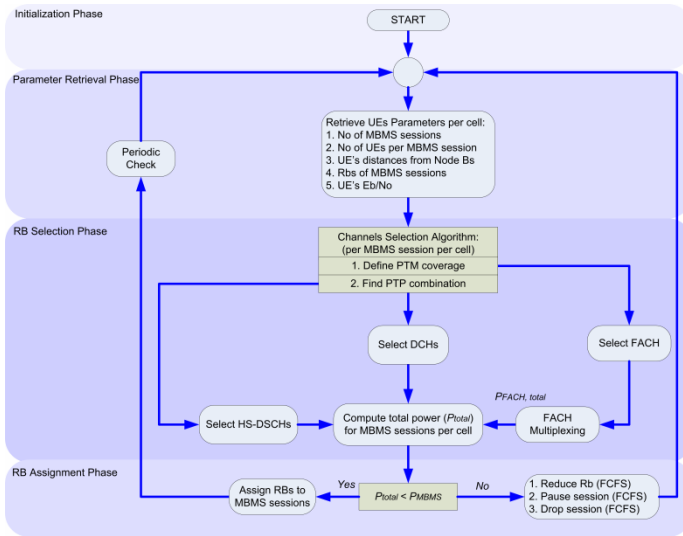 Initialization Phase
START
Parameter Retrieval Phase
Retrieve UEs Parameters per cell:
1. No of MBMS sessions
2. No of UEs per MBMS session
3. UE's distances from Node Bs
4. Rbs of MBMS sessions
5. UE's Eb/No
Periodic
Check
RB Selection Phase
Channels Selection Algorithm:
(per MBMS session per cell)
1. Define PTM coverage
2. Find PTP combination
Select DCHs
Select FACH
PFACH, total
Select HS-DSCHs
Compute total power (Ptotal)
for MBMS sessions per cell
FACH
Multiplexing
RB Assignment Phase
Assign RBs to
MBMS sessions
Yes
Ptotal < PMBMS
No
1. Reduce Rb (FCFS)
2. Pause session (FCFS)
3. Drop session (FCFS)